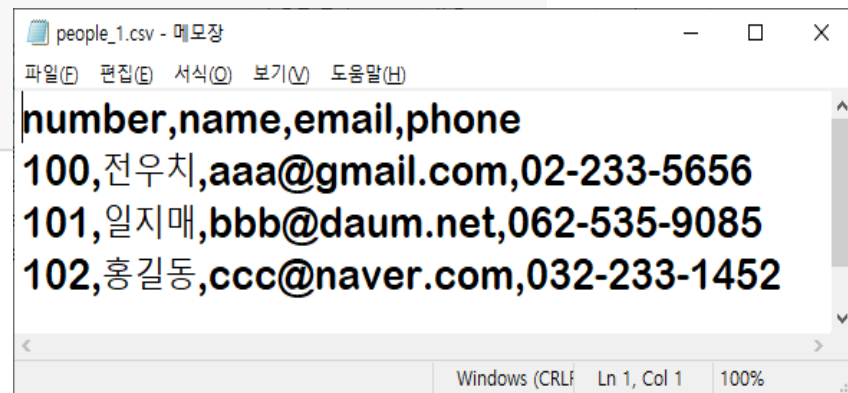 people_1.csv - 메모장
파일(F) 편집(E) 서식(O) 보기(V) 도움말(H)
number,name,email,phone
100,전우치,aaa@gmail.com,02-233-5656
101,일지매,bbb@daum.net,062-535-9085
102,홍길동,ccc@naver.com,032-233-1452
Windows (CRLF Ln 1, Col 1 100%